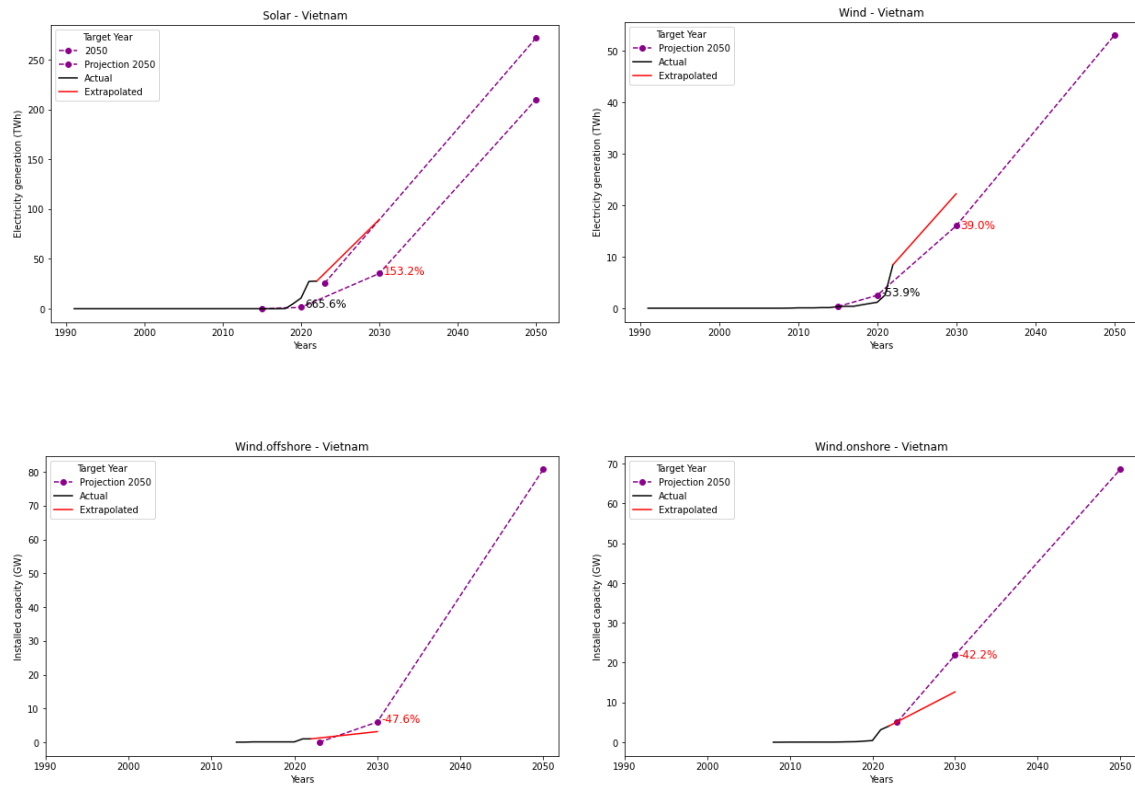 Solar - Vietnam
Target Year
2050
Projection 2050
Actual
Extrapolated
Electricity generation (TWh)
250
200
150
100
50
0
153.2%
665.6%
1990 2000 2010 2020 2030 2040 2050
Years
Wind - Vietnam
Target Year
Projection 2050
Actual
Extrapolated
Electricity generation (TWh)
50
40
30
20
10
0
39.0%
-53.9%
1990 2000 2010 2020 2030 2040 2050
Years
Wind.offshore - Vietnam
Target Year
Projection 2050
Actual
Extrapolated
Installed capacity (GW)
80
70
60
50
40
30
20
10
0
-47.6%
1990 2000 2010 2020 2030 2040 2050
Years
Wind.onshore - Vietnam
Target Year
Projection 2050
Actual
Extrapolated
Installed capacity (GW)
70
60
50
40
30
20
10
0
-42.2%
1990 2000 2010 2020 2030 2040 2050
Years